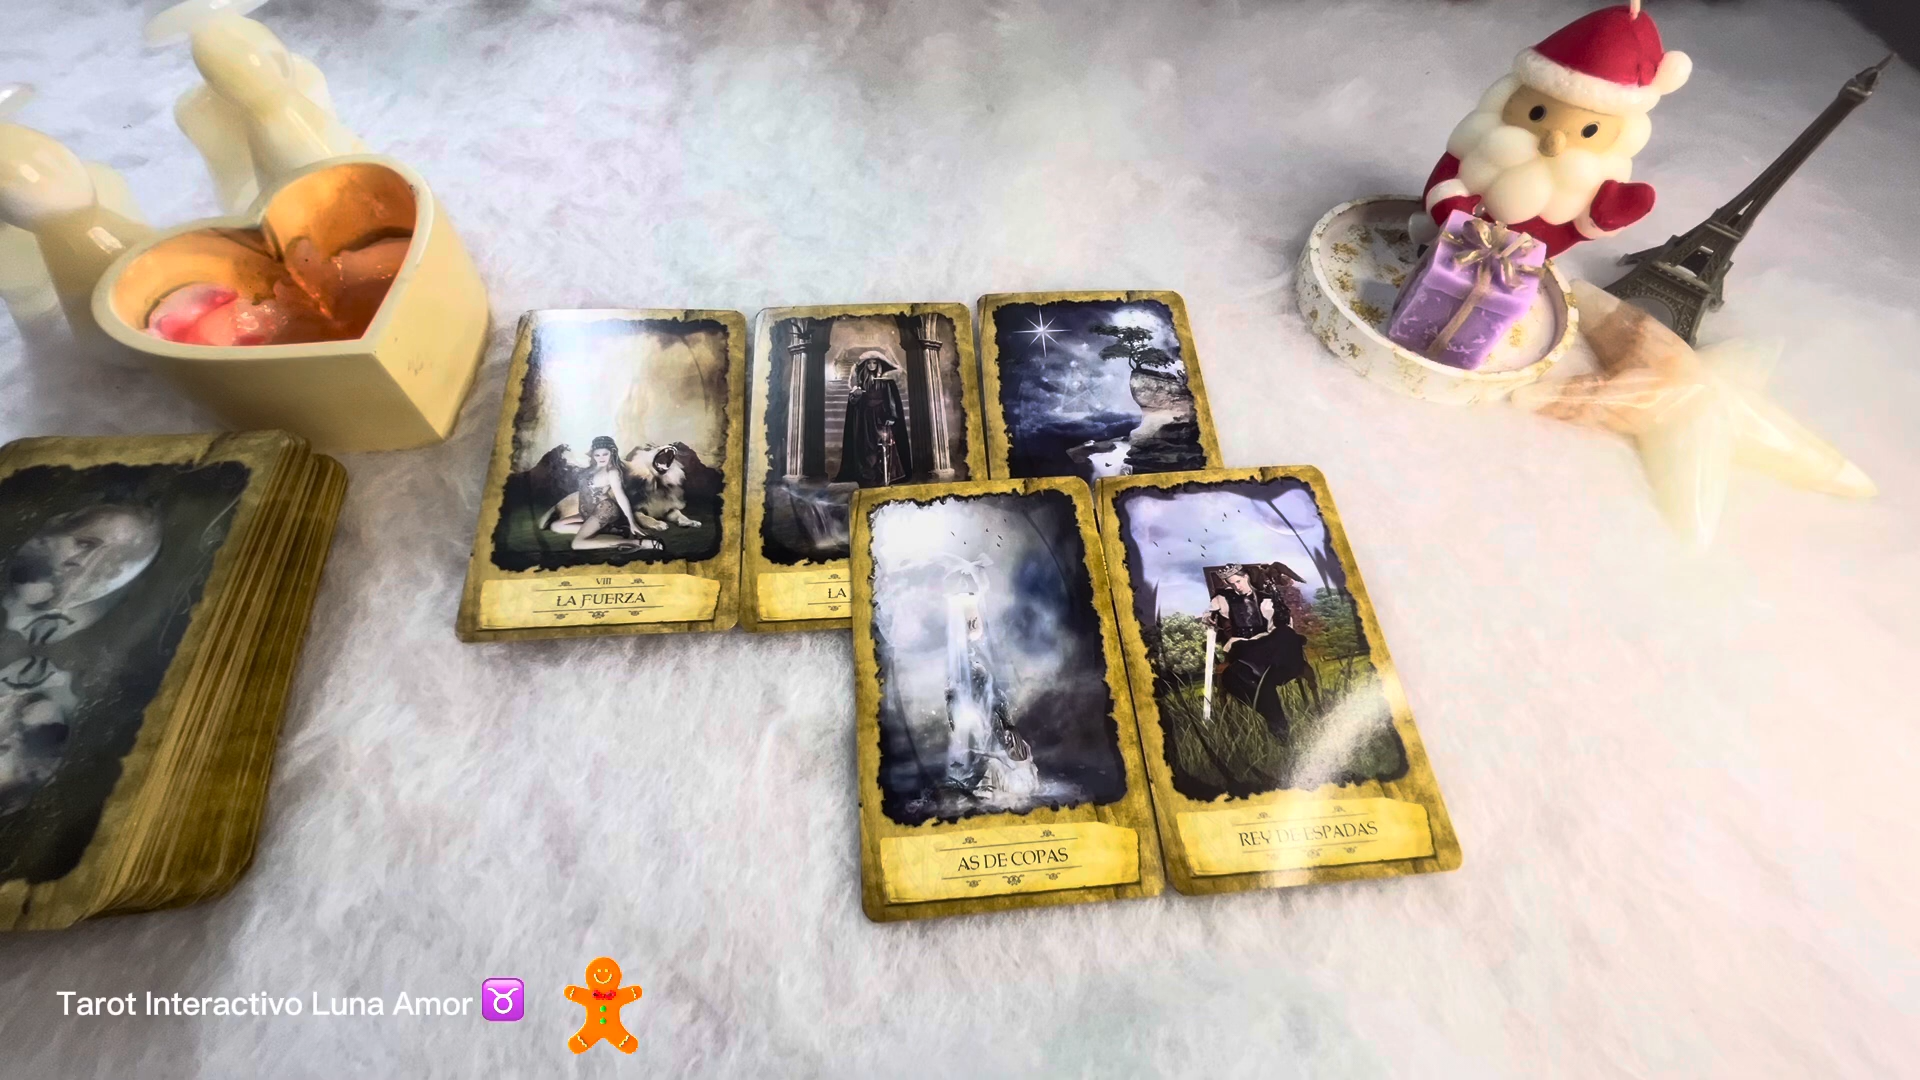 VIII
LA FUERZA
LA
AS DE COPAS
REY DE ESPADAS
Tarot Interactivo Luna Amor ♉